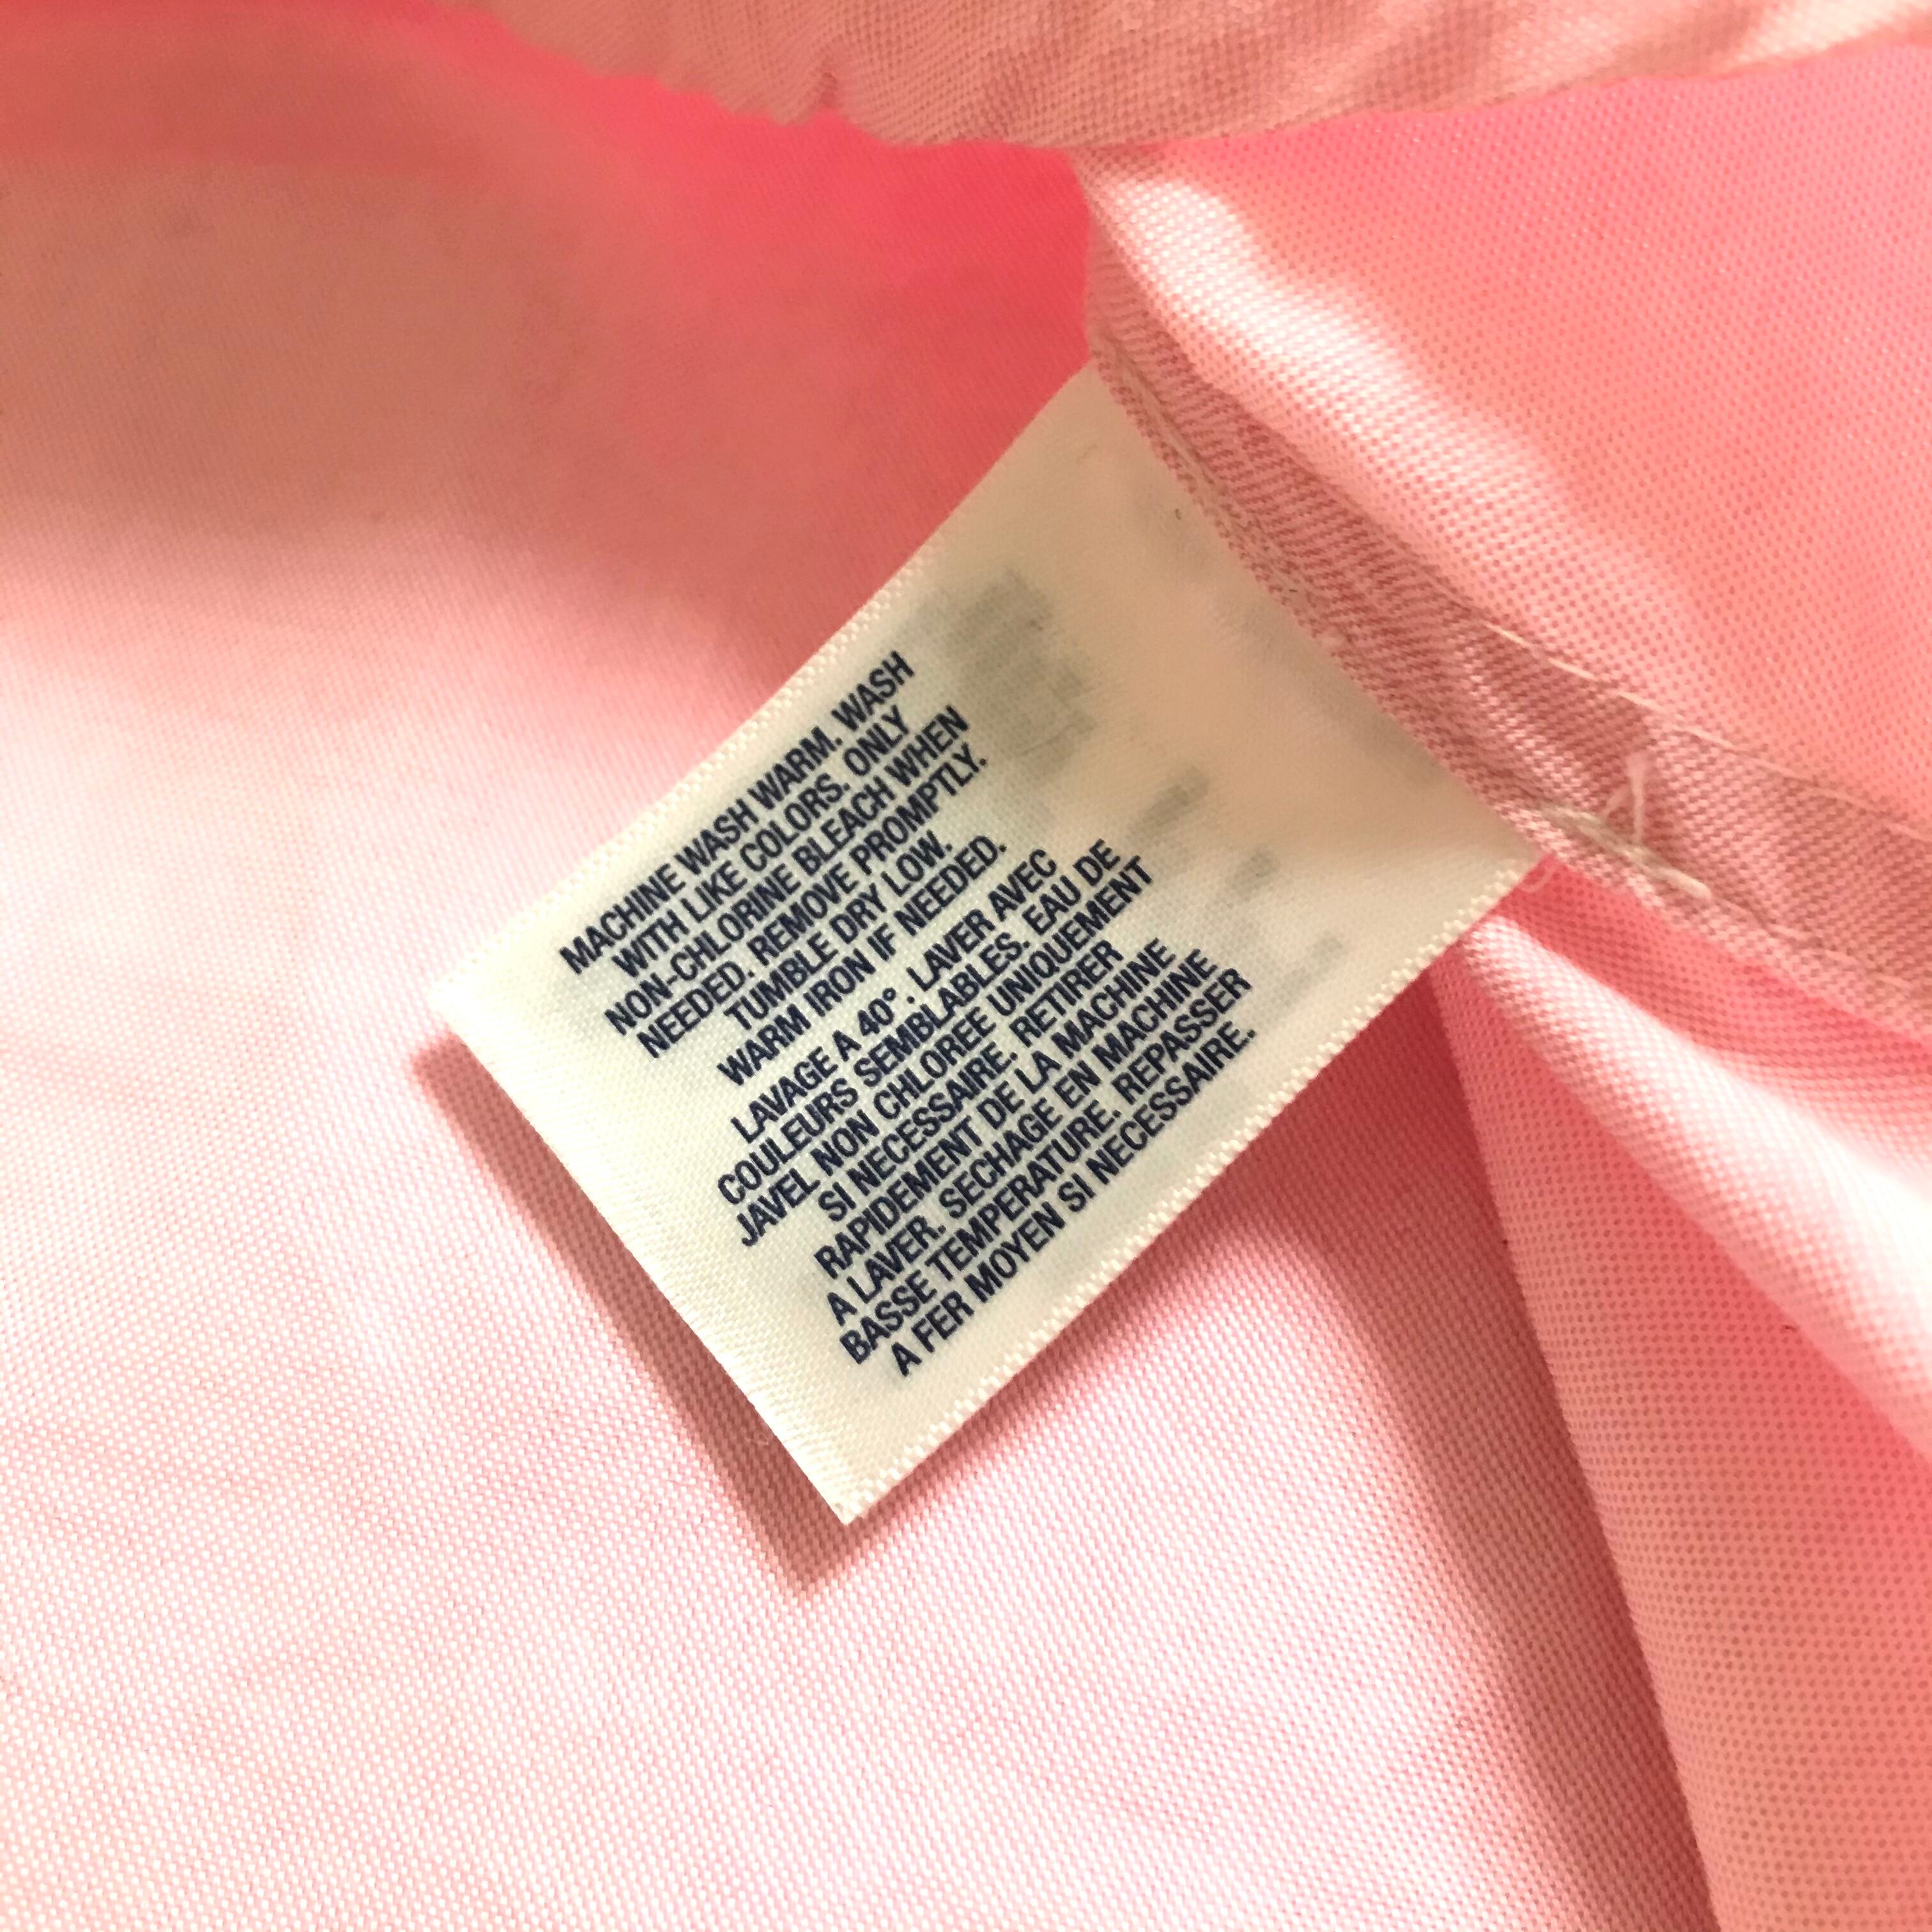 MACHINE WASH WARM. WASH
WITH LIKE COLORS. ONLY
NON-CHLORINE BLEACH WHEN
NEEDED. REMOVE PROMPTLY.
TUMBLE DRY LOW.
WARM IRON IF NEEDED.
LAVAGE A 40° . LAVER AVEC
COULEURS SEMBLABLES. EAU DE
JAVEL NON CHLOREE UNIQUEMENT
SI NECESSAIRE. RETIRER
RAPIDEMENT DE LA MACHINE
A LAVER. SECHAGE EN MACHINE
BASSE TEMPERATURE. REPASSER
A FER MOYEN SI NECESSAIRE.